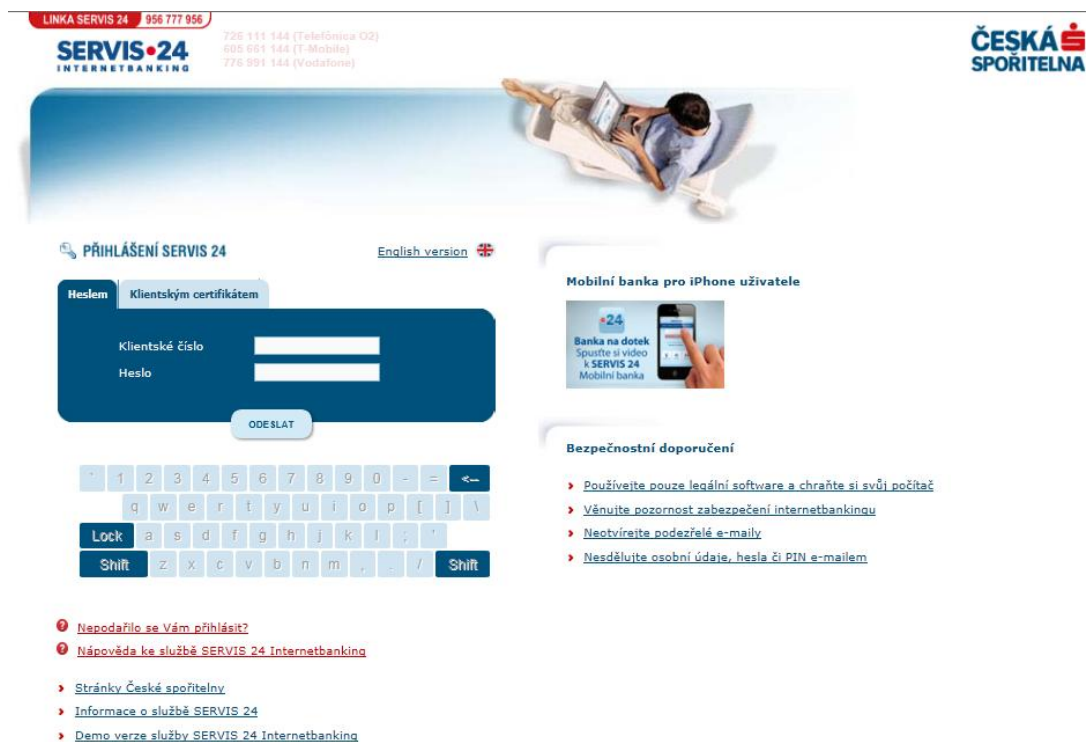 LINKA SERVIS 24 956 777 956
SERVIS 24
INTERNETBANKING
726 111 144 (Telefónica O2)
605 661 144 (T-Mobile)
776 991 144 (Vodafone)
ČESKÁ
SPOŘITELNA
PŘIHLÁŠENÍ SERVIS 24
English version
Heslem Klientským certifikátem
Klientské číslo
Heslo
ODESLAT
` 1 2 3 4 5 6 7 8 9 0 - = <--
q w e r t y u i o p [ ] \
Lock a s d f g h j k l ; '
Shift z x c v b n m , . / Shift
Nepodařilo se Vám přihlásit?
Nápověda ke službě SERVIS 24 Internetbanking
Stránky České spořitelny
Informace o službě SERVIS 24
Demo verze služby SERVIS 24 Internetbanking
Mobilní banka pro iPhone uživatele
24
Banka na dotek
Spusťte si video
k SERVIS 24
Mobilní banka
Bezpečnostní doporučení
Používejte pouze legální software a chraňte si svůj počítač
Věnujte pozornost zabezpečení internetbankingu
Neotvírejte podezřelé e-maily
Nesdělujte osobní údaje, hesla či PIN e-mailem